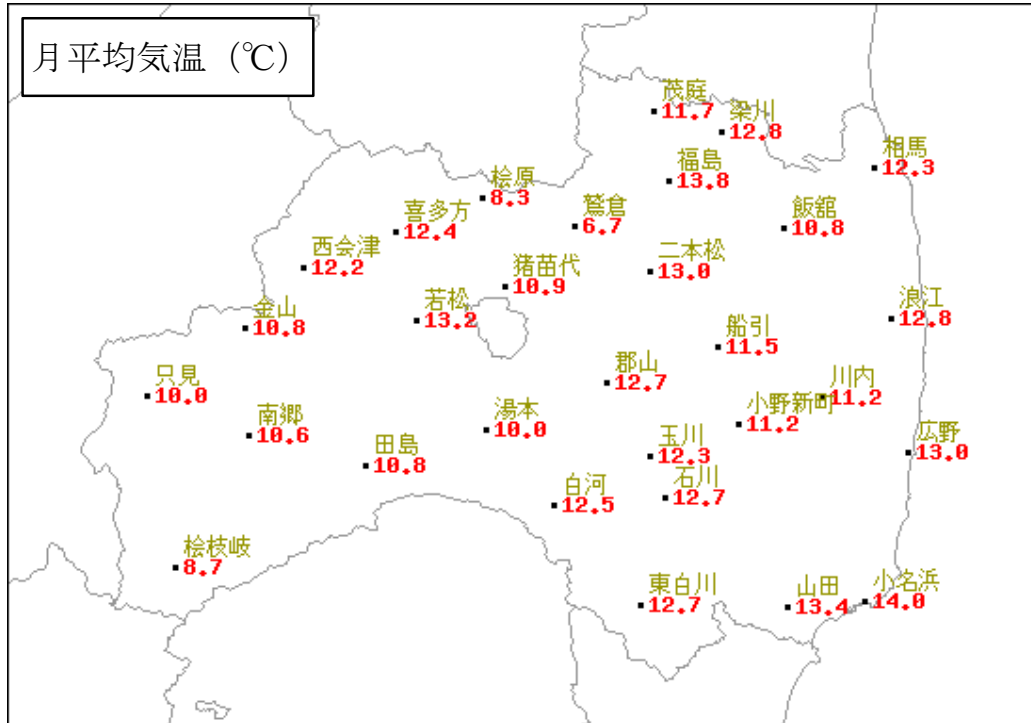 月平均気温（℃）
茂庭
11.7
梁川
12.8
相馬
12.3
福島
13.8
桧原
8.3
鷲倉
6.7
飯舘
10.8
喜多方
12.4
西会津
12.2
二本松
13.0
猪苗代
10.9
浪江
12.8
金山
10.8
若松
13.2
船引
11.5
郡山
12.7
只見
10.0
川内
11.2
南郷
10.6
湯本
10.0
小野新町
11.2
広野
13.0
田島
10.8
玉川
12.3
石川
12.7
白河
12.5
桧枝岐
8.7
東白川
12.7
山田
13.4
小名浜
14.0